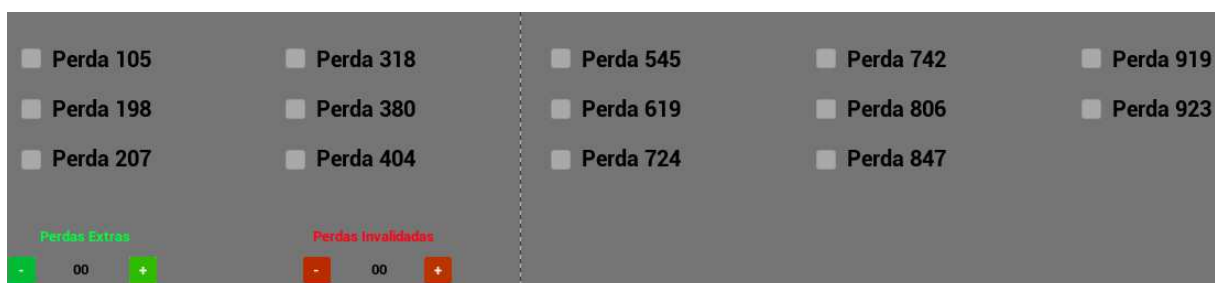 Perda 105 Perda 318 Perda 545 Perda 742 Perda 919
Perda 198 Perda 380 Perda 619 Perda 806 Perda 923
Perda 207 Perda 404 Perda 724 Perda 847
Perdas Extras Perdas Invalidadas
- 00 + - 00 +